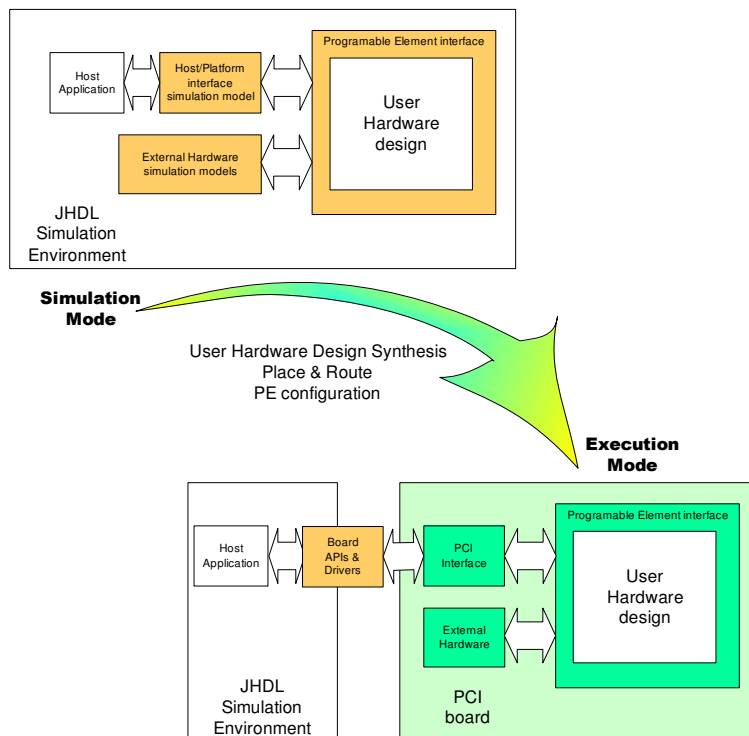 Programable Element interface
Host
Application
Host/Platform
interface
simulation model
User
Hardware
design
External Hardware
simulation models
JHDL
Simulation
Environment
Simulation
Mode
User Hardware Design Synthesis
Place & Route
PE configuration
Execution
Mode
Programable Element interface
Host
Application
Board
APIs &
Drivers
PCI
Interface
User
Hardware
design
External
Hardware
JHDL
Simulation
Environment
PCI
board